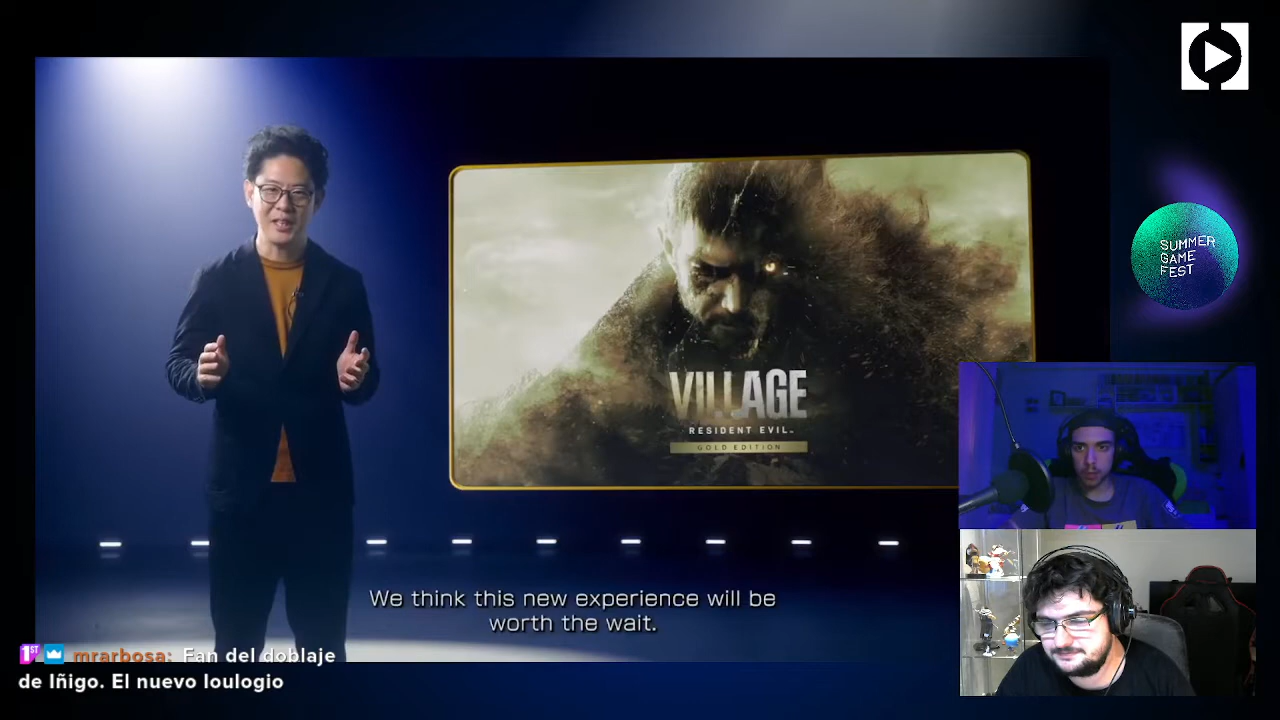 SUMMER
GAME
FEST
VILLAGE
RESIDENT EVIL.
GOLD EDITION
We think this new experience will be
worth the wait.
1ST mrarbosa: Fan del doblaje
de Iñigo. El nuevo loulogio